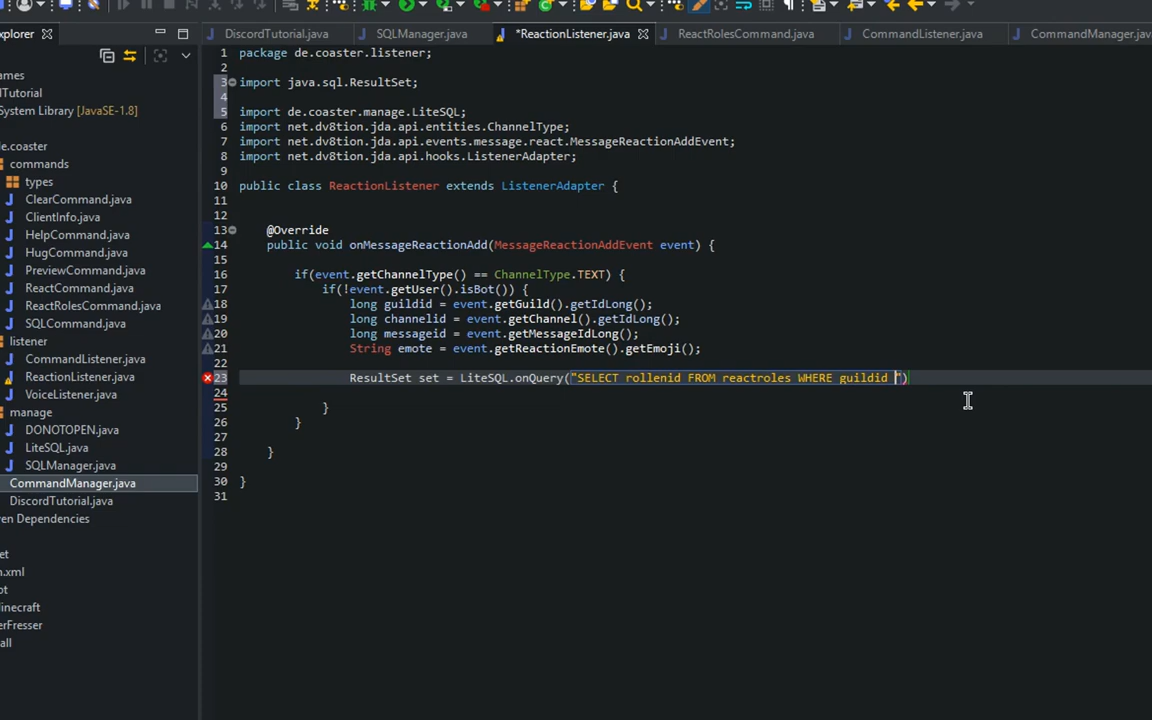 xplorer
DiscordTutorial.java
SQLManager.java
*ReactionListener.java
ReactRolesCommand.java
CommandListener.java
CommandManager.java
ames
lTutorial
System Library [JavaSE-1.8]
e.coaster
commands
types
ClearCommand.java
ClientInfo.java
HelpCommand.java
HugCommand.java
PreviewCommand.java
ReactCommand.java
ReactRolesCommand.java
SQLCommand.java
listener
CommandListener.java
ReactionListener.java
VoiceListener.java
manage
DONOTOPEN.java
LiteSQL.java
SQLManager.java
CommandManager.java
DiscordTutorial.java
en Dependencies
et
n.xml
ot
inecraft
erFresser
all
1 package de.coaster.listener;
2
3 import java.sql.ResultSet;
4
5 import de.coaster.manage.LiteSQL;
6 import net.dv8tion.jda.api.entities.ChannelType;
7 import net.dv8tion.jda.api.events.message.react.MessageReactionAddEvent;
8 import net.dv8tion.jda.api.hooks.ListenerAdapter;
9
10 public class ReactionListener extends ListenerAdapter {
11
12
13 @Override
14 public void onMessageReactionAdd(MessageReactionAddEvent event) {
15
16 if(event.getChannelType() == ChannelType.TEXT) {
17 if(!event.getUser().isBot()) {
18 long guildid = event.getGuild().getIdLong();
19 long channelid = event.getChannel().getIdLong();
20 long messageid = event.getMessageIdLong();
21 String emote = event.getReactionEmote().getEmoji();
22
23 ResultSet set = LiteSQL.onQuery("SELECT rollenid FROM reactroles WHERE guildid ")
24
25 }
26 }
27
28 }
29
30 }
31